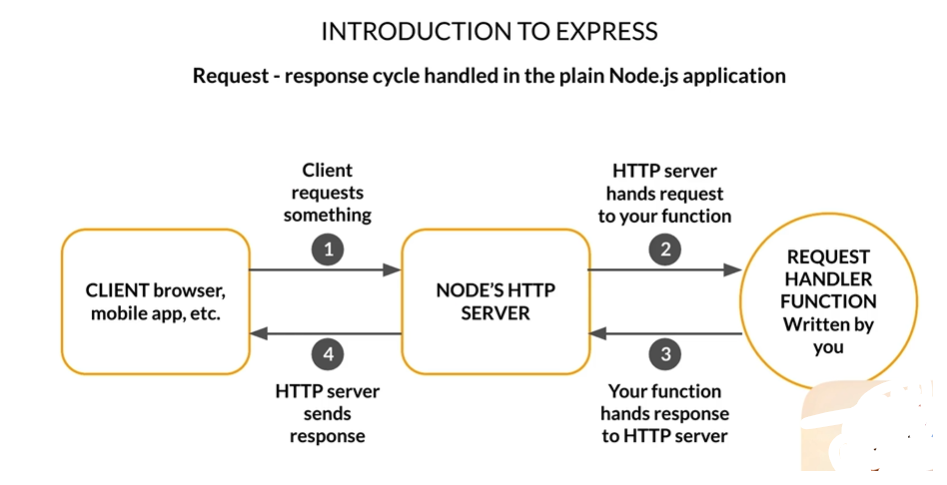 INTRODUCTION TO EXPRESS
Request - response cycle handled in the plain Node.js application
Client
requests
something
1
HTTP server
hands request
to your function
2
CLIENT browser,
mobile app, etc.
NODE'S HTTP
SERVER
REQUEST
HANDLER
FUNCTION
Written by
you
4
HTTP server
sends
response
3
Your function
hands response
to HTTP server